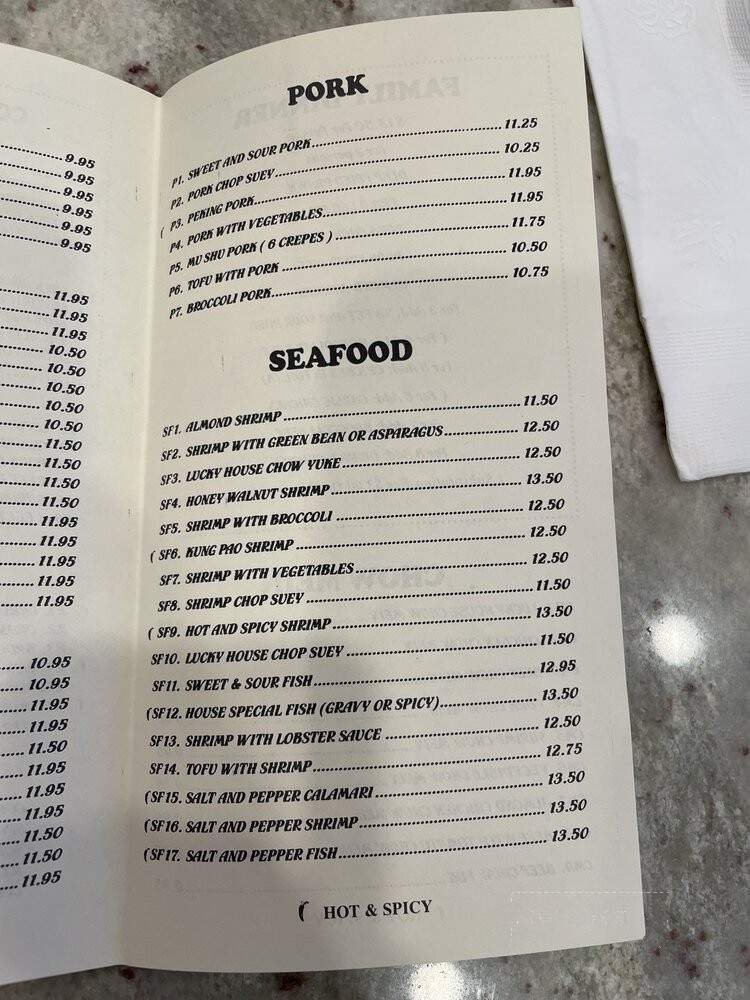 9.95
9.95
9.95
9.95
9.95
9.95
11.95
11.95
11.95
10.50
10.50
10.50
10.50
10.50
11.50
11.50
11.50
11.50
11.95
11.95
11.95
11.95
11.95
10.95
10.95
11.95
11.95
11.50
11.95
11.95
11.95
11.50
11.50
11.95
PORK
P1. SWEET AND SOUR PORK 11.25
P2. PORK CHOP SUEY 10.25
P3. PEKING PORK 11.95
P4. PORK WITH VEGETABLES 11.95
P5. MU SHU PORK ( 6 CREPES ) 11.75
P6. TOFU WITH PORK 10.50
P7. BROCCOLI PORK 10.75
SEAFOOD
SF1. ALMOND SHRIMP 11.50
SF2. SHRIMP WITH GREEN BEAN OR ASPARAGUS 12.50
SF3. LUCKY HOUSE CHOW YUKE 12.50
SF4. HONEY WALNUT SHRIMP 13.50
SF5. SHRIMP WITH BROCCOLI 12.50
SF6. KUNG PAO SHRIMP 12.50
SF7. SHRIMP WITH VEGETABLES 12.50
SF8. SHRIMP CHOP SUEY 11.50
SF9. HOT AND SPICY SHRIMP 13.50
SF10. LUCKY HOUSE CHOP SUEY 11.50
SF11. SWEET & SOUR FISH 12.95
SF12. HOUSE SPECIAL FISH (GRAVY OR SPICY) 13.50
SF13. SHRIMP WITH LOBSTER SAUCE 12.50
SF14. TOFU WITH SHRIMP 12.75
SF15. SALT AND PEPPER CALAMARI 13.50
SF16. SALT AND PEPPER SHRIMP 13.50
SF17. SALT AND PEPPER FISH 13.50
HOT & SPICY